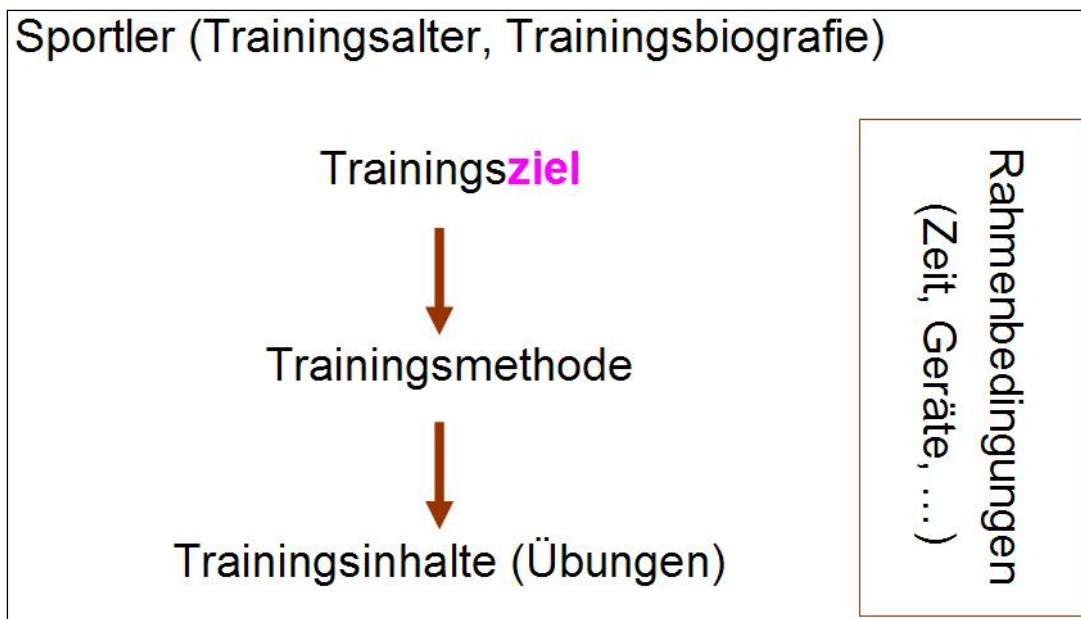 Sportler (Trainingsalter, Trainingsbiografie)
Trainingsziel
Trainingsmethode
Trainingsinhalte (Übungen)
Rahmenbedingungen
(Zeit, Geräte, …)